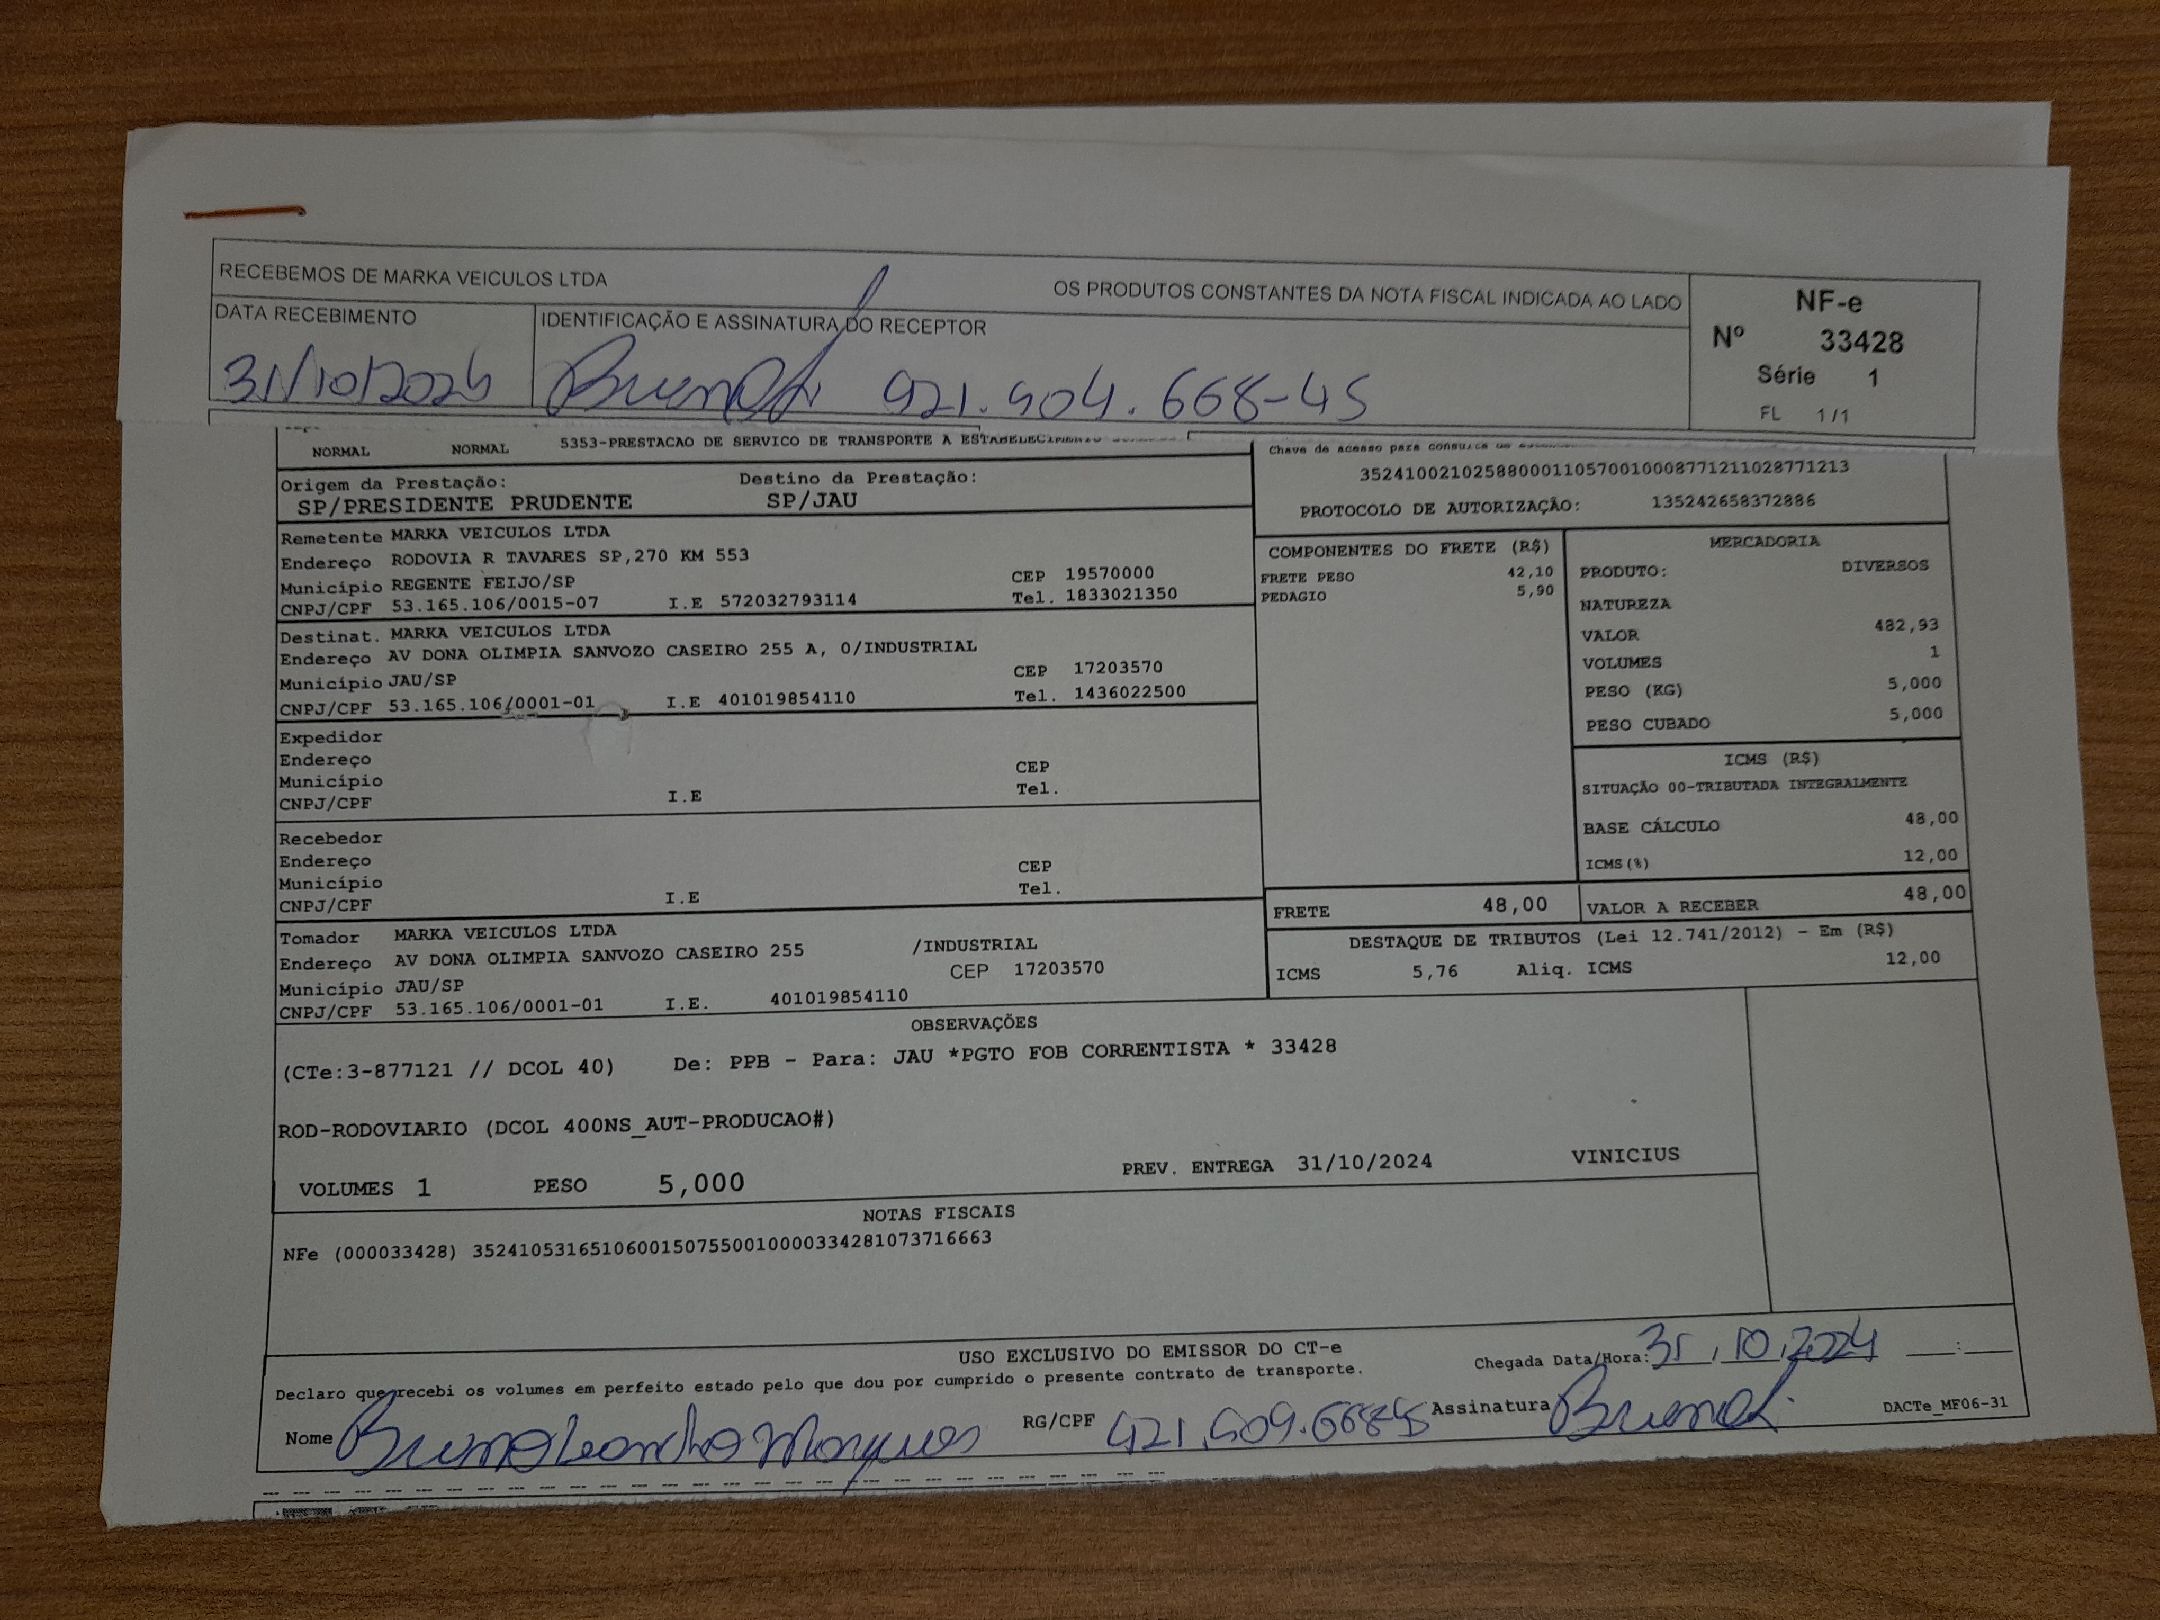 RECEBEMOS DE MARKA VEICULOS LTDA OS PRODUTOS CONSTANTES DA NOTA FISCAL INDICADA AO LADO
DATA RECEBIMENTO IDENTIFICAÇÃO E ASSINATURA DO RECEPTOR
31/10/2024
NF-e
Nº 33428
Série 1
FL 1/1
NORMAL NORMAL 5353-PRESTACAO DE SERVICO DE TRANSPORTE A
Chave de acesso para consulta de
35241002102588000110570010008771211028771213
PROTOCOLO DE AUTORIZAÇÃO: 135242658372886
Origem da Prestação: Destino da Prestação:
SP/PRESIDENTE PRUDENTE SP/JAU
Remetente MARKA VEICULOS LTDA
Endereço RODOVIA R TAVARES SP,270 KM 553
Município REGENTE FEIJO/SP CEP 19570000
CNPJ/CPF 53.165.106/0015-07 I.E 572032793114 Tel. 1833021350
Destinat. MARKA VEICULOS LTDA
Endereço AV DONA OLIMPIA SANVOZO CASEIRO 255 A, 0/INDUSTRIAL
Município JAU/SP CEP 17203570
CNPJ/CPF 53.165.106/0001-01 I.E 401019854110 Tel. 1436022500
Expedidor
Endereço
Município CEP
CNPJ/CPF I.E Tel.
Recebedor
Endereço
Município CEP
CNPJ/CPF I.E Tel.
Tomador MARKA VEICULOS LTDA
Endereço AV DONA OLIMPIA SANVOZO CASEIRO 255 /INDUSTRIAL
Município JAU/SP CEP 17203570
CNPJ/CPF 53.165.106/0001-01 I.E. 401019854110
COMPONENTES DO FRETE (R$)
FRETE PESO 42,10
PEDAGIO 5,90
MERCADORIA
PRODUTO: DIVERSOS
NATUREZA
VALOR 482,93
VOLUMES 1
PESO (KG) 5,000
PESO CUBADO 5,000
ICMS (R$)
SITUAÇÃO 00-TRIBUTADA INTEGRALMENTE
BASE CÁLCULO 48,00
ICMS(%) 12,00
FRETE 48,00 VALOR A RECEBER 48,00
DESTAQUE DE TRIBUTOS (Lei 12.741/2012) - Em (R$)
ICMS 5,76 Aliq. ICMS 12,00
OBSERVAÇÕES
(CTe:3-877121 // DCOL 40) De: PPB - Para: JAU *PGTO FOB CORRENTISTA * 33428
ROD-RODOVIARIO (DCOL 400NS_AUT-PRODUCAO#)
VOLUMES 1 PESO 5,000 PREV. ENTREGA 31/10/2024 VINICIUS
NOTAS FISCAIS
NFe (000033428) 35241053165106001507550010000334281073716663
USO EXCLUSIVO DO EMISSOR DO CT-e
Declaro que recebi os volumes em perfeito estado pelo que dou por cumprido o presente contrato de transporte.
Chegada Data/Hora: 31,10,2024 :
Nome Bruno Leandro Marques RG/CPF Assinatura
DACTe_MF06-31